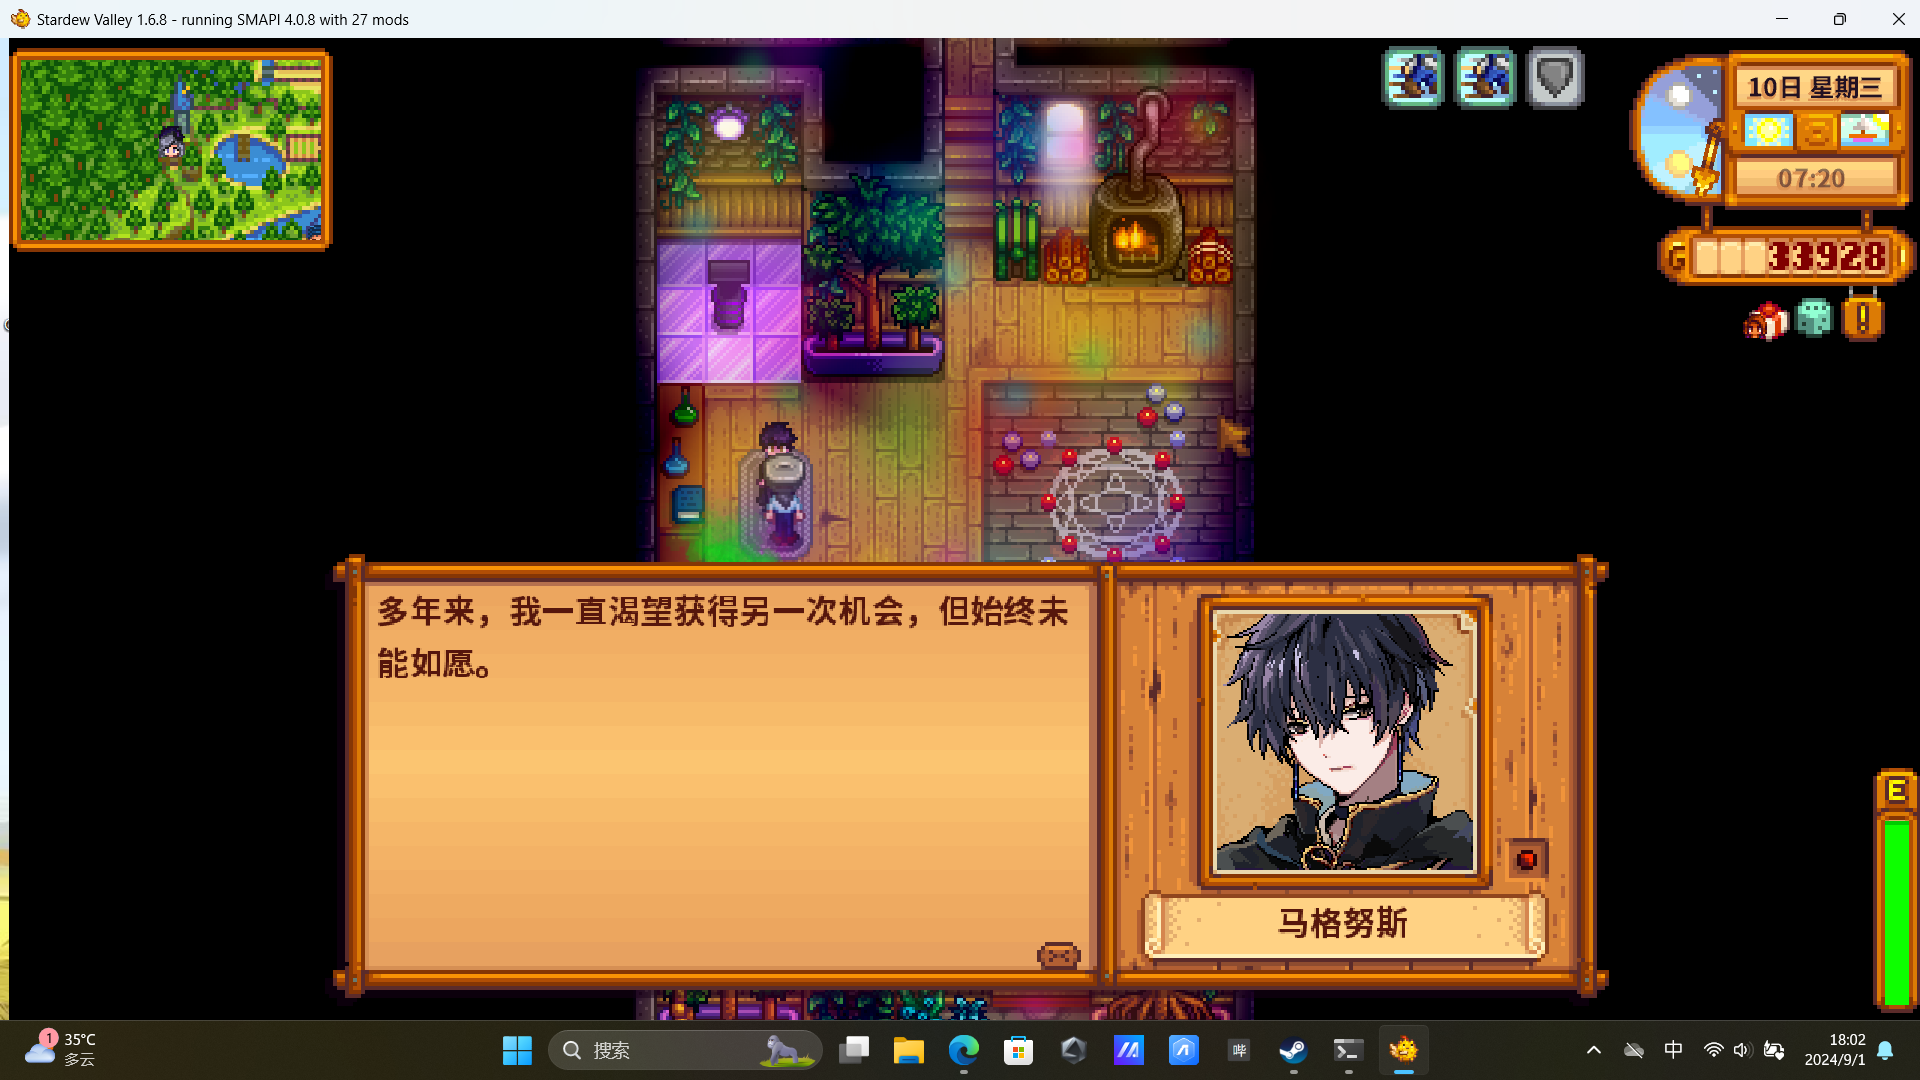 Stardew Valley 1.6.8 - running SMAPI 4.0.8 with 27 mods
10日 星期三
07:20
G
33928
多年来，我一直渴望获得另一次机会，但始终未
能如愿。
马格努斯
E
1
35°C
多云
搜索
哔
中
18:02
2024/9/1